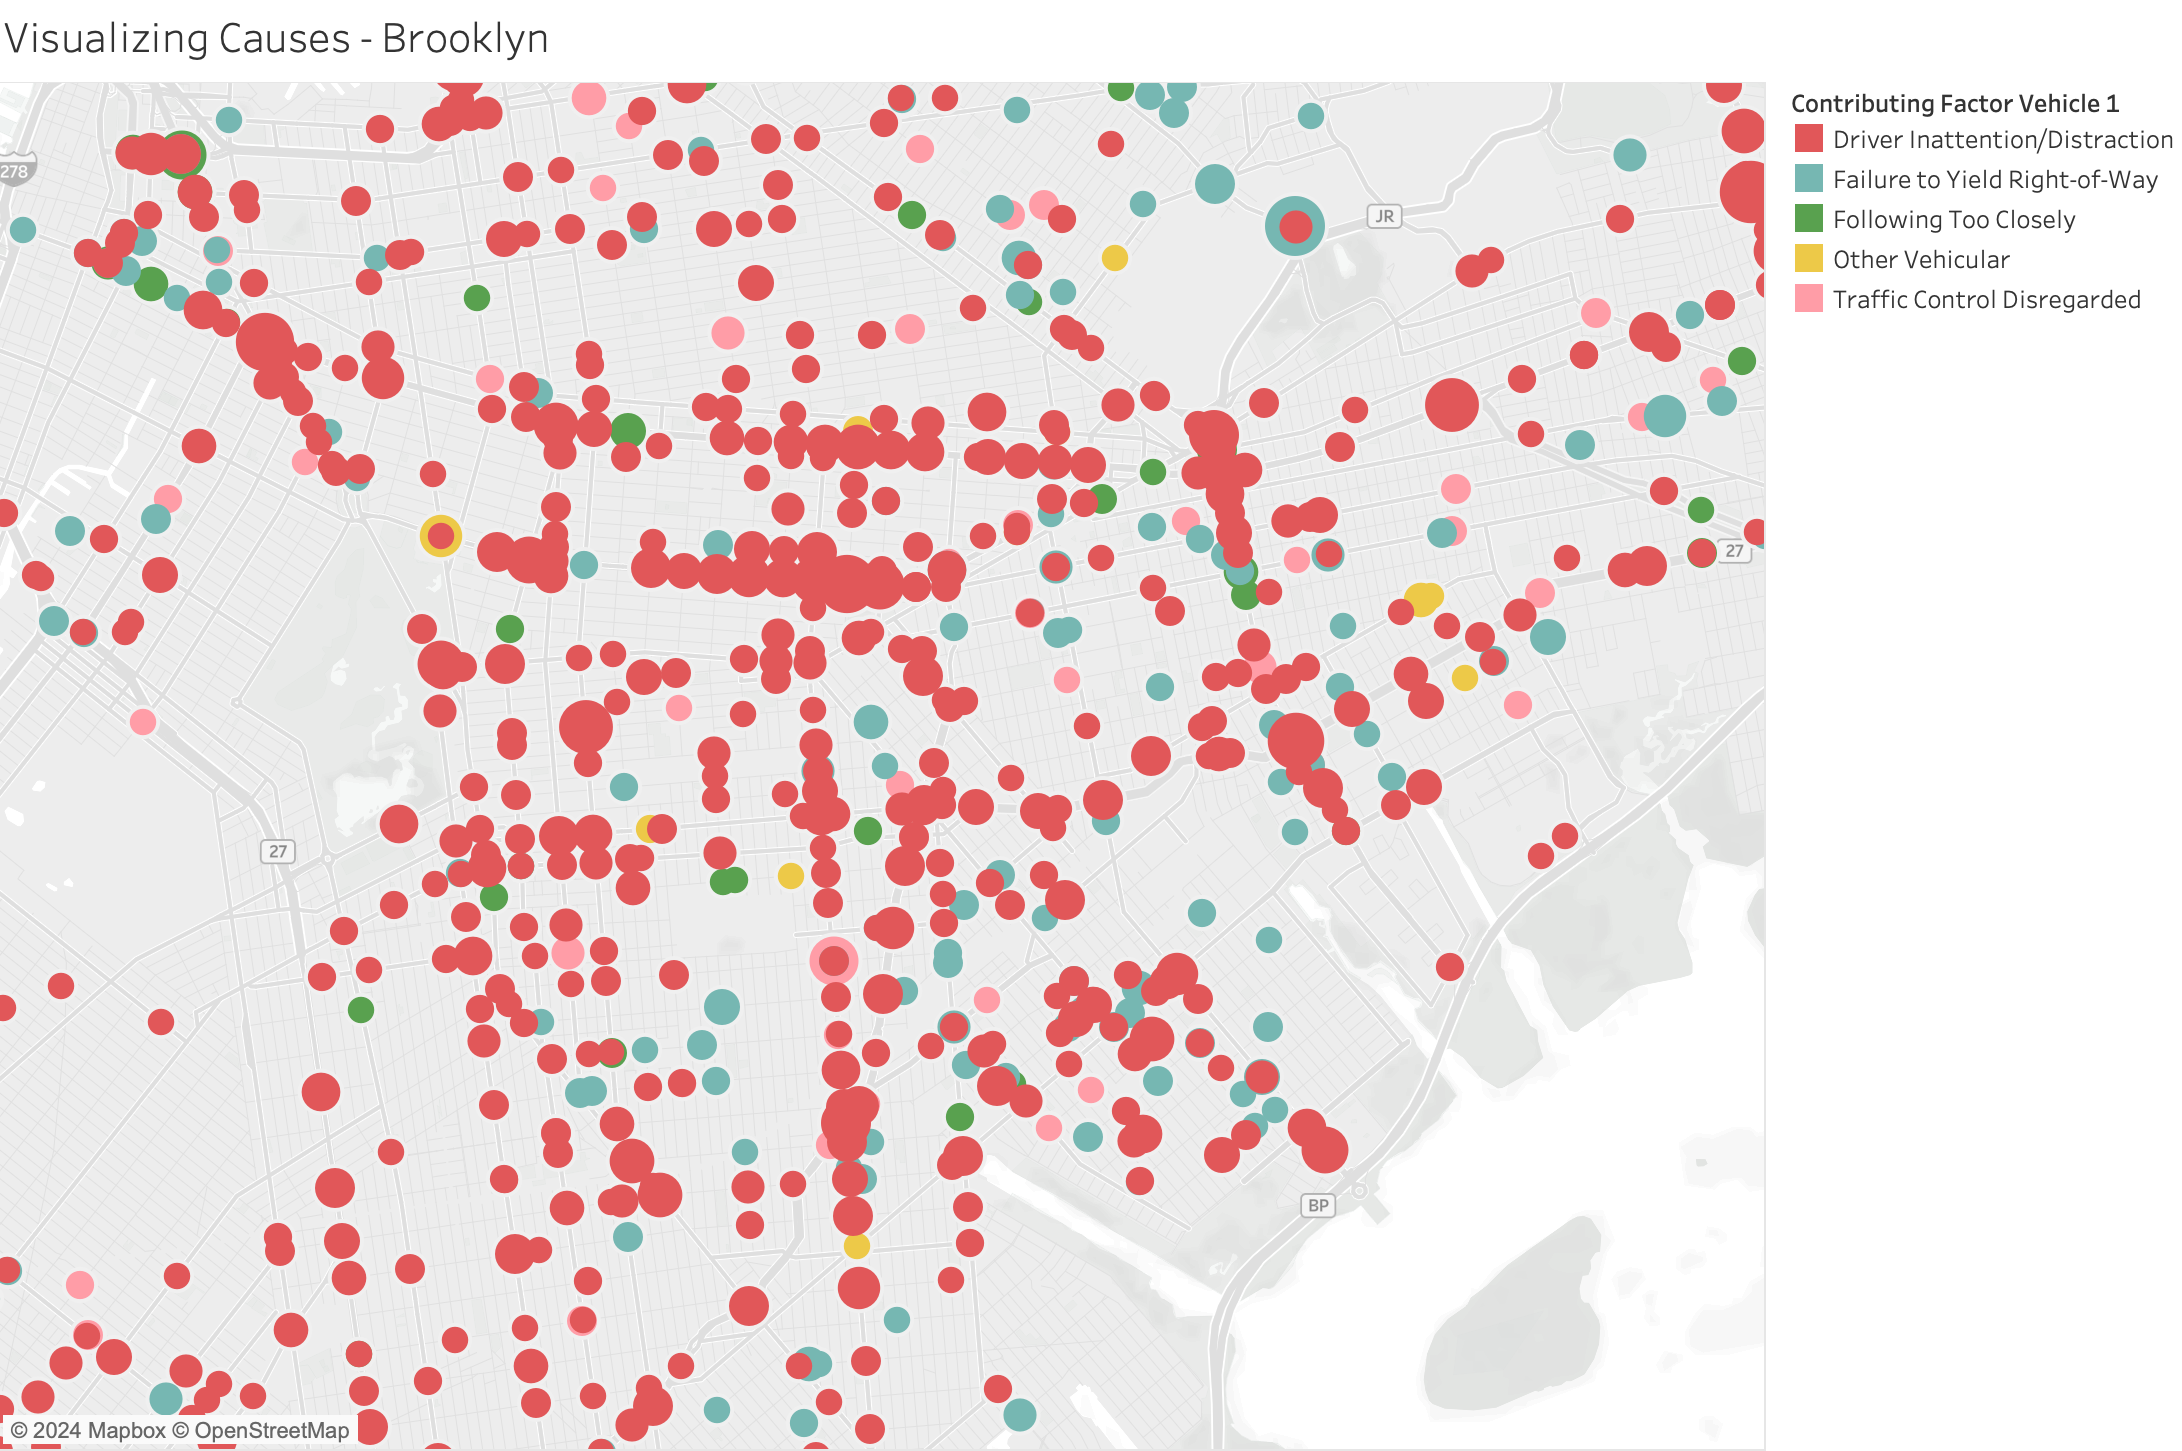 Visualizing Causes - Brooklyn
Contributing Factor Vehicle 1
Driver Inattention/Distraction
Failure to Yield Right-of-Way
Following Too Closely
Other Vehicular
Traffic Control Disregarded
278
JR
27
27
BP
© 2024 Mapbox © OpenStreetMap